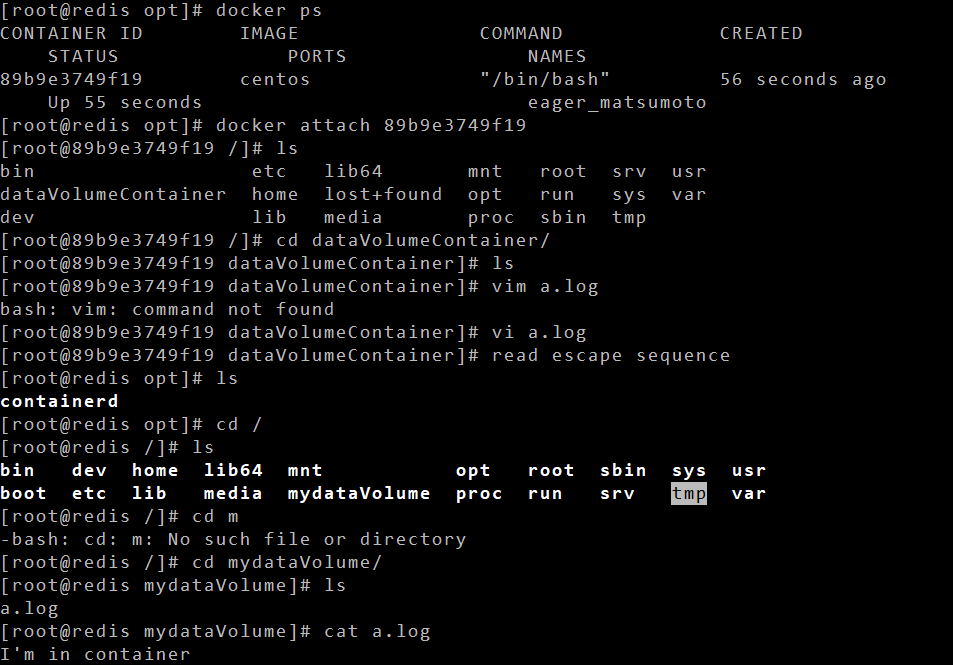 [root@redis opt]# docker ps
CONTAINER ID        IMAGE               COMMAND             CREATED
    STATUS              PORTS               NAMES
89b9e3749f19        centos              "/bin/bash"         56 seconds ago
    Up 55 seconds                           eager_matsumoto
[root@redis opt]# docker attach 89b9e3749f19
[root@89b9e3749f19 /]# ls
bin                  etc   lib64       mnt   root  srv  usr
dataVolumeContainer  home  lost+found  opt   run   sys  var
dev                  lib   media       proc  sbin  tmp
[root@89b9e3749f19 /]# cd dataVolumeContainer/
[root@89b9e3749f19 dataVolumeContainer]# ls
[root@89b9e3749f19 dataVolumeContainer]# vim a.log
bash: vim: command not found
[root@89b9e3749f19 dataVolumeContainer]# vi a.log
[root@89b9e3749f19 dataVolumeContainer]# read escape sequence
[root@redis opt]# ls
containerd
[root@redis opt]# cd /
[root@redis /]# ls
bin   dev  home  lib64  mnt           opt   root  sbin  sys  usr
boot  etc  lib   media  mydataVolume  proc  run   srv   tmp  var
[root@redis /]# cd m
-bash: cd: m: No such file or directory
[root@redis /]# cd mydataVolume/
[root@redis mydataVolume]# ls
a.log
[root@redis mydataVolume]# cat a.log
I'm in container